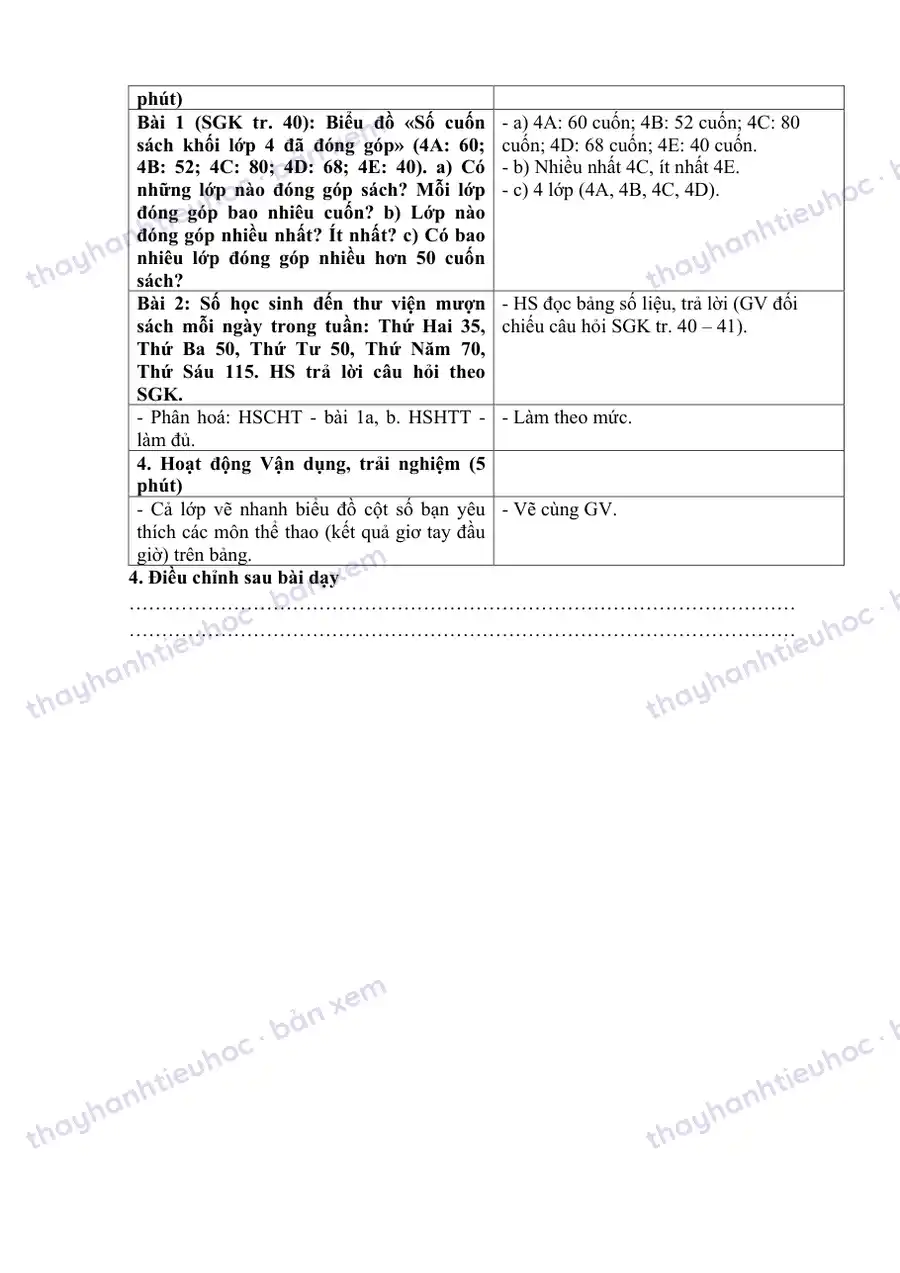 phút)
Bài 1 (SGK tr. 40): Biểu đồ «Số cuốn
sách khối lớp 4 đã đóng góp» (4A: 60;
4B: 52; 4C: 80; 4D: 68; 4E: 40). a) Có
những lớp nào đóng góp sách? Mỗi lớp
đóng góp bao nhiêu cuốn? b) Lớp nào
đóng góp nhiều nhất? Ít nhất? c) Có bao
nhiêu lớp đóng góp nhiều hơn 50 cuốn
sách?
- a) 4A: 60 cuốn; 4B: 52 cuốn; 4C: 80
cuốn; 4D: 68 cuốn; 4E: 40 cuốn.
- b) Nhiều nhất 4C, ít nhất 4E.
- c) 4 lớp (4A, 4B, 4C, 4D).
Bài 2: Số học sinh đến thư viện mượn
sách mỗi ngày trong tuần: Thứ Hai 35,
Thứ Ba 50, Thứ Tư 50, Thứ Năm 70,
Thứ Sáu 115. HS trả lời câu hỏi theo
SGK.
- HS đọc bảng số liệu, trả lời (GV đối
chiếu câu hỏi SGK tr. 40 – 41).
- Phân hoá: HSCHT - bài 1a, b. HSHTT -
làm đủ.
- Làm theo mức.
4. Hoạt động Vận dụng, trải nghiệm (5
phút)
- Cả lớp vẽ nhanh biểu đồ cột số bạn yêu
thích các môn thể thao (kết quả giơ tay đầu
giờ) trên bảng.
- Vẽ cùng GV.
4. Điều chỉnh sau bài dạy
……………………………………………………………………………………………
……………………………………………………………………………………………
thayhanhtieuhoc · bản xem
thayhanhtieuhoc · b
thayhanhtieuhoc · bản xem
thayhanhtieuhoc · b
thayhanhtieuhoc · bản xem
thayhanhtieuhoc · b